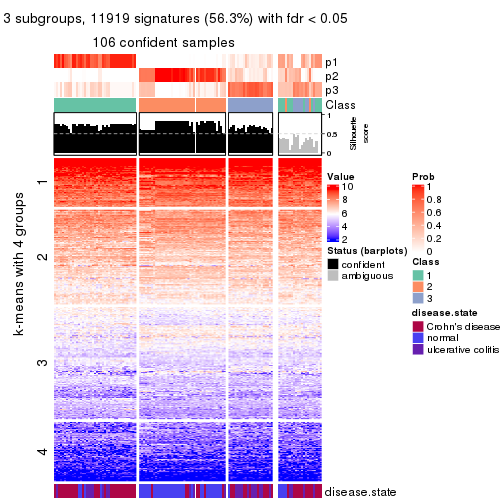 3 subgroups, 11919 signatures (56.3%) with fdr < 0.05
106 confident samples
p1
p2
p3
Class
1
0.5
0
Silhouette
score
k-means with 4 groups
1
2
3
4
disease.state
Value
10
8
6
4
2
Status (barplots)
confident
ambiguous
Prob
1
0.8
0.6
0.4
0.2
0
Class
1
2
3
disease.state
Crohn's disease
normal
ulcerative colitis